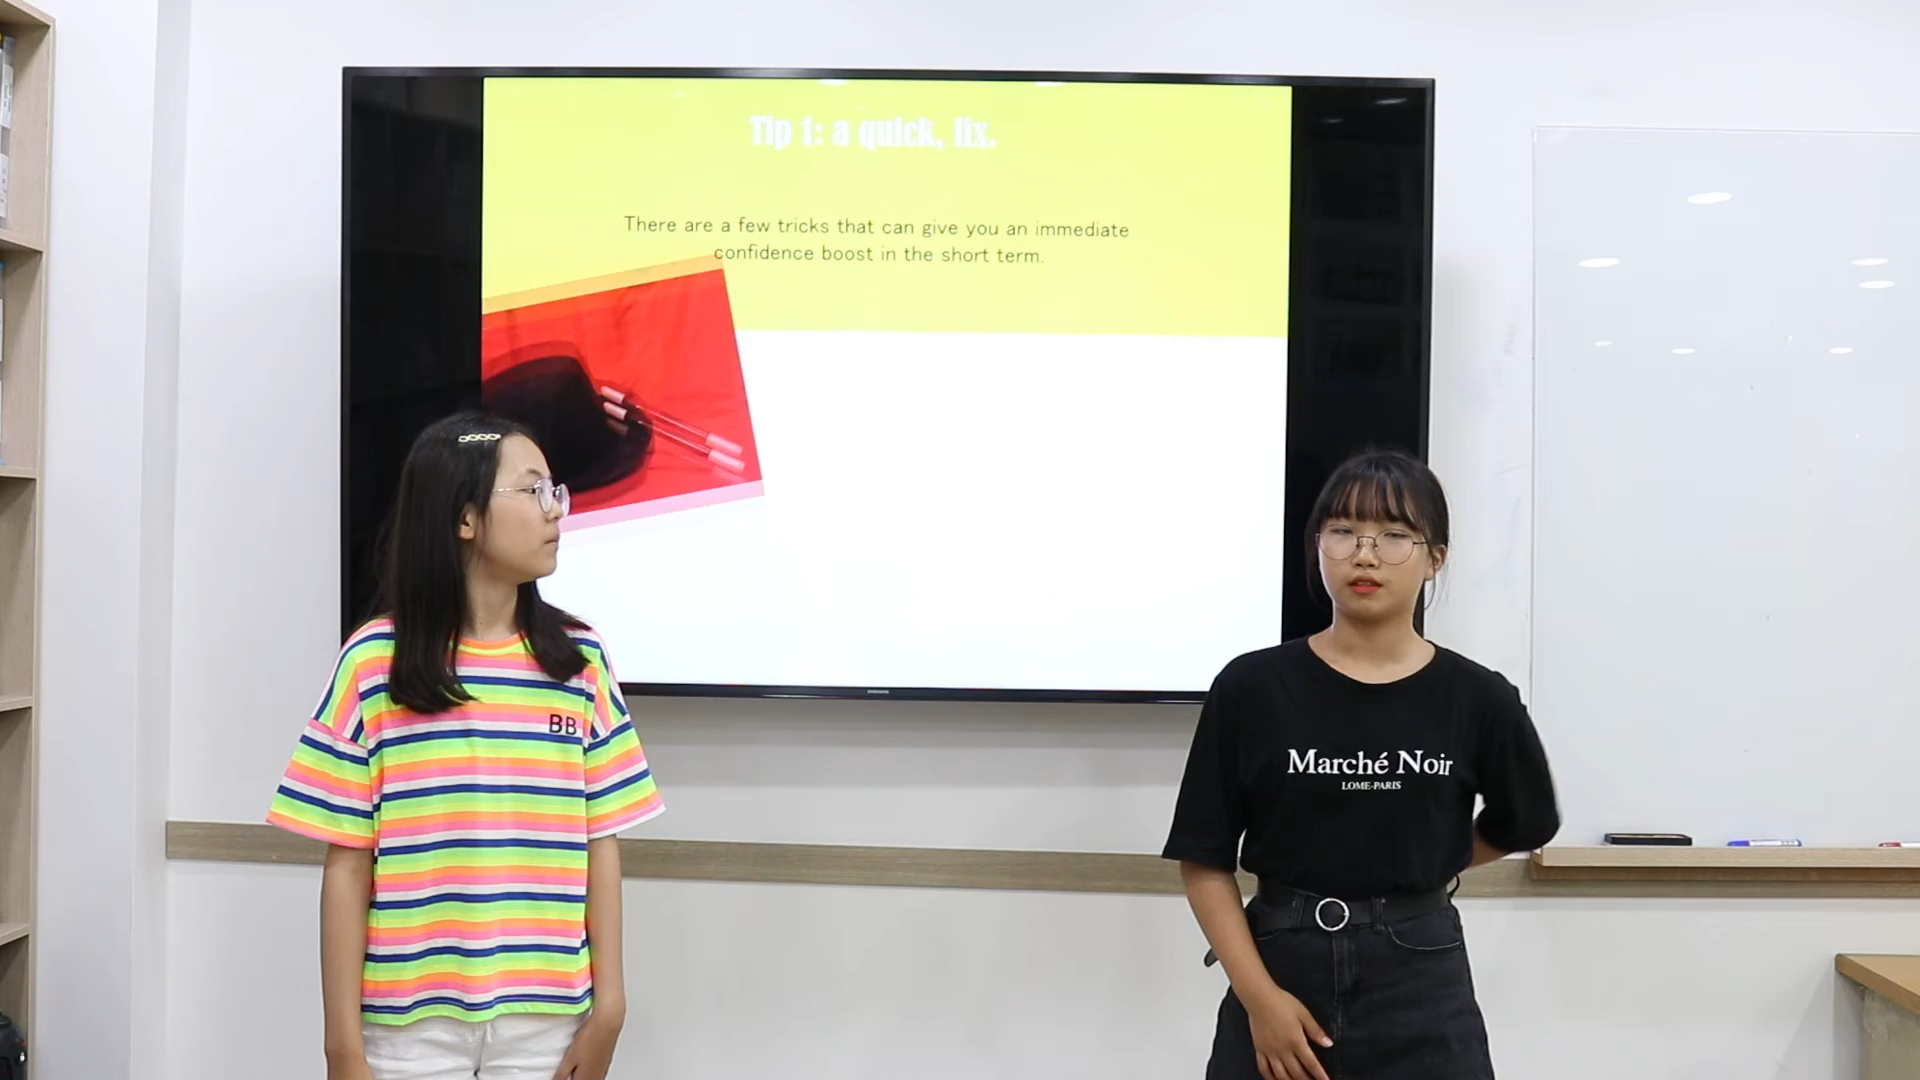 Tip 1: a quick, fix.
There are a few tricks that can give you an immediate
confidence boost in the short term.
BB
Marché Noir
LOME-PARIS
SAMSUNG